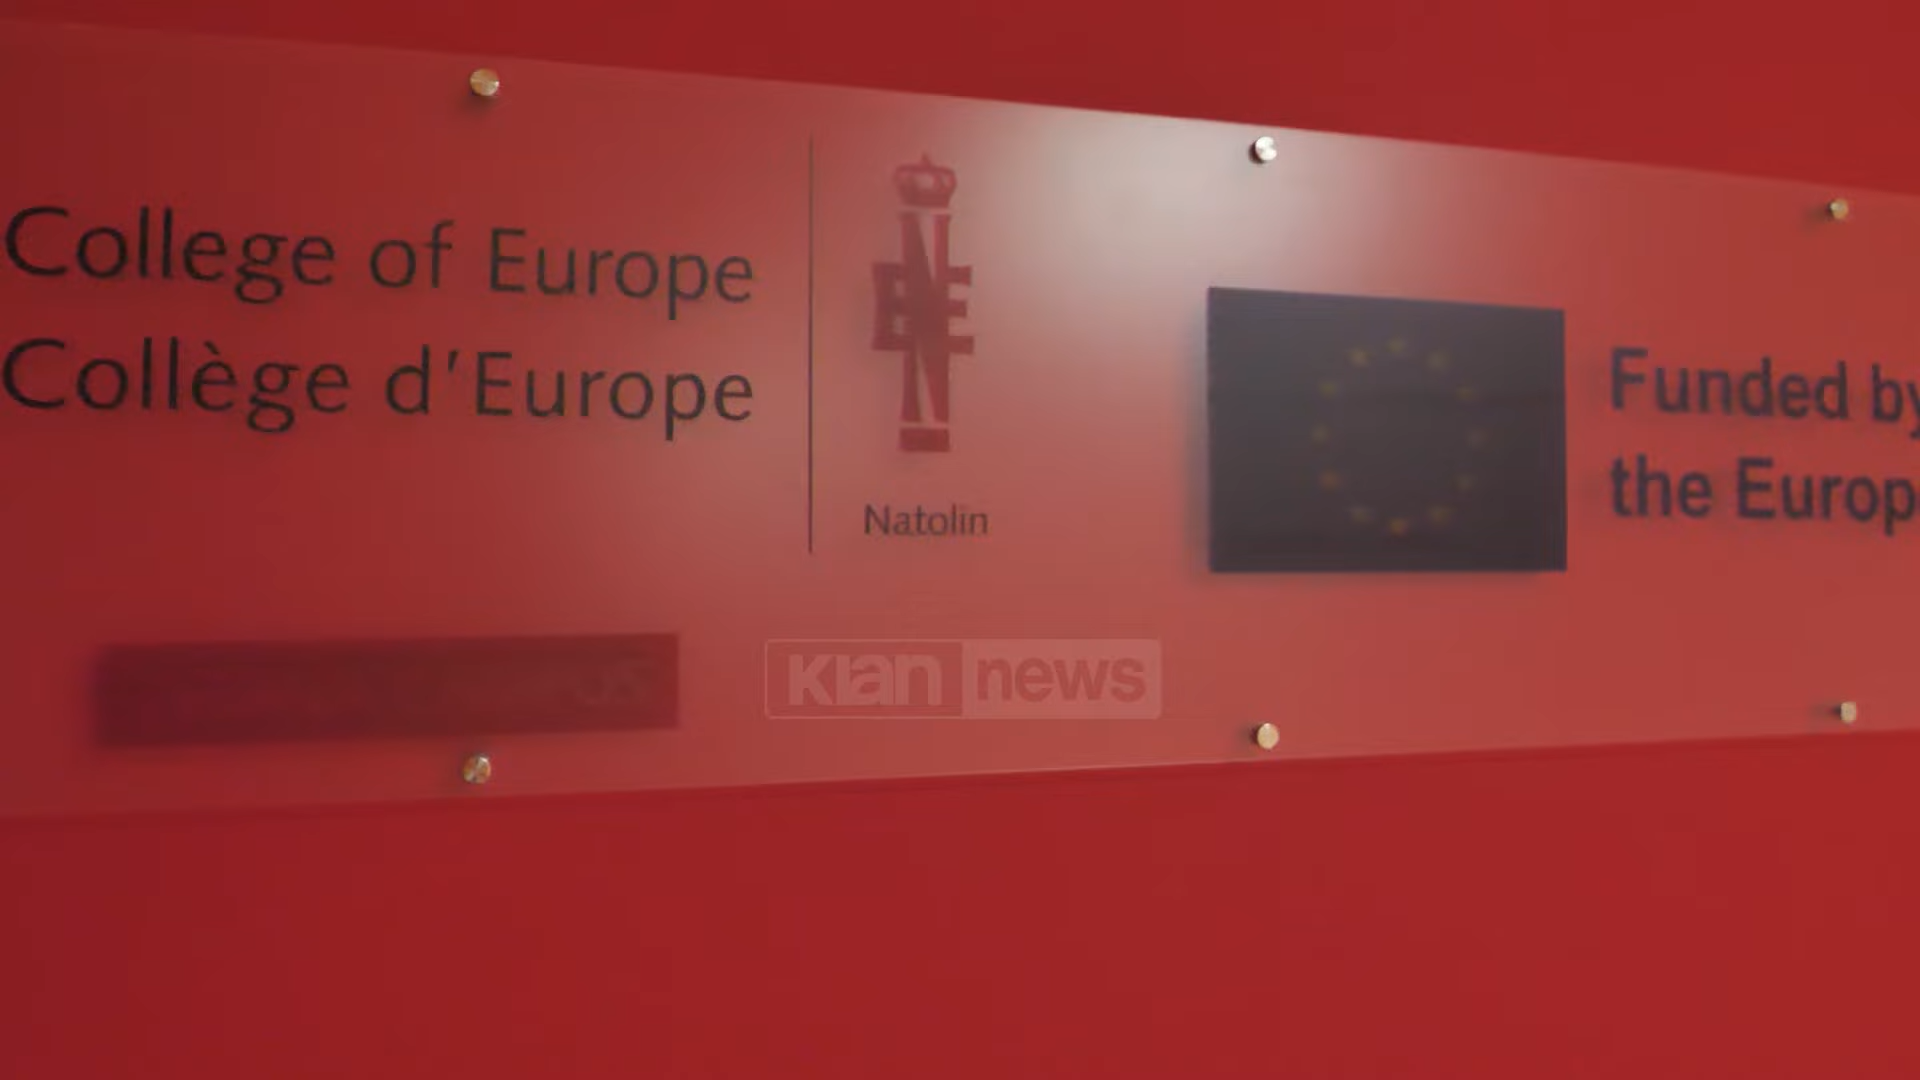 College of Europe
Collège d'Europe
Natolin
Funded by
the Europ
klan news